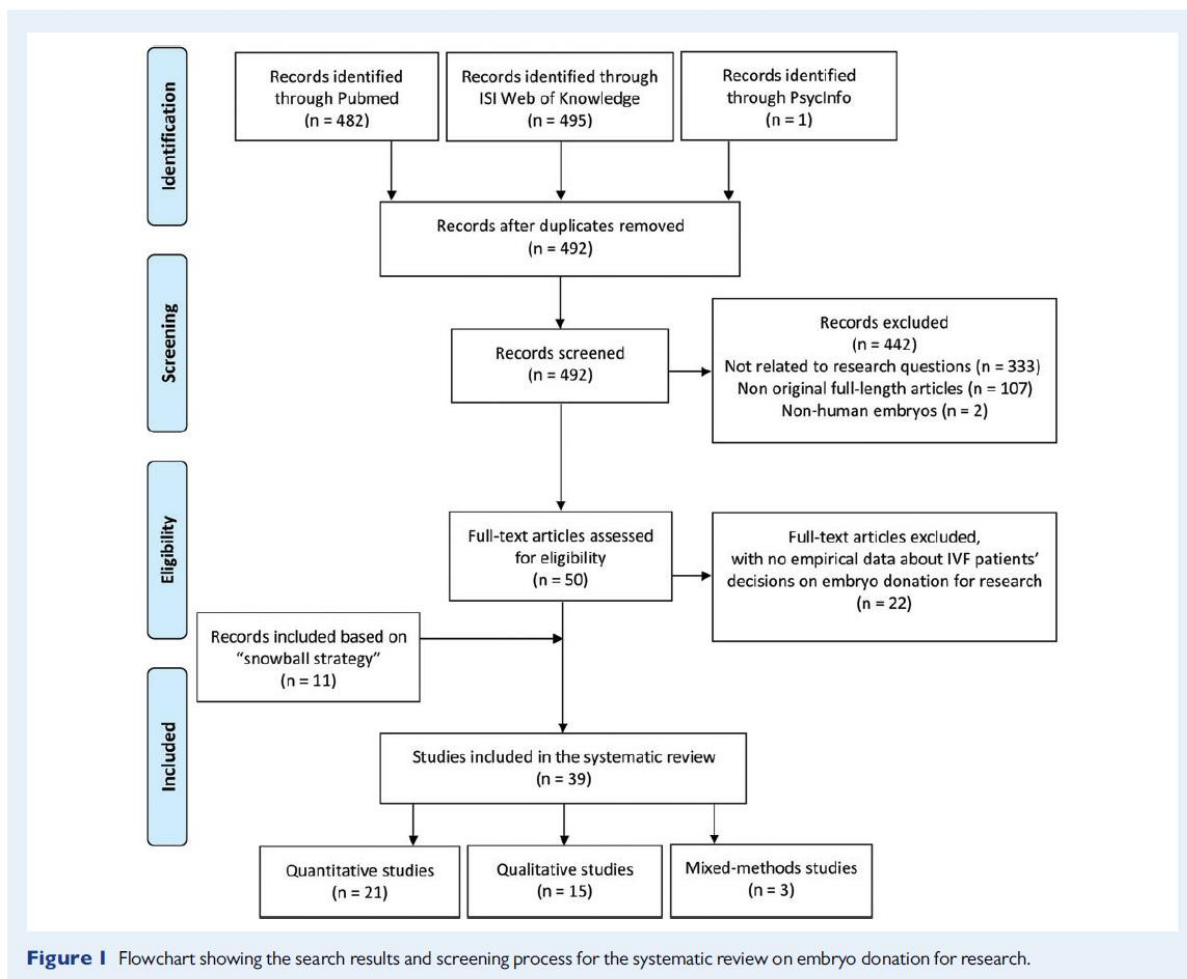 Identification
Records identified
through Pubmed
(n = 482)
Records identified through
ISI Web of Knowledge
(n = 495)
Records identified
through PsycInfo
(n = 1)
Records after duplicates removed
(n = 492)
Screening
Records screened
(n = 492)
Records excluded
(n = 442)
Not related to research questions (n = 333)
Non original full-length articles (n = 107)
Non-human embryos (n = 2)
Eligibility
Full-text articles assessed
for eligibility
(n = 50)
Full-text articles excluded,
with no empirical data about IVF patients'
decisions on embryo donation for research
(n = 22)
Records included based on
"snowball strategy"
(n = 11)
Included
Studies included in the systematic review
(n = 39)
Quantitative studies
(n = 21)
Qualitative studies
(n = 15)
Mixed-methods studies
(n = 3)
Figure 1 Flowchart showing the search results and screening process for the systematic review on embryo donation for research.